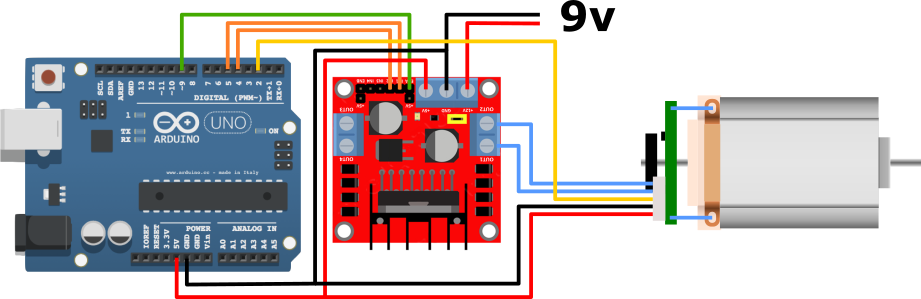 9v
SCL
SDA
AREF
GND
13
12
~11
~10
~9
8
7
~6
~5
4
~3
2
TX→1
RX←0
DIGITAL (PWM~)
1
TX
RX
ARDUINO
UNO
ON
www.arduino.cc - made in Italy
POWER
ANALOG IN
IOREF
RESET
3.3V
5V
GND
GND
Vin
A0
A1
A2
A3
A4
A5
+5V
GND
+12V
OUT3
OUT4
OUT2
OUT1